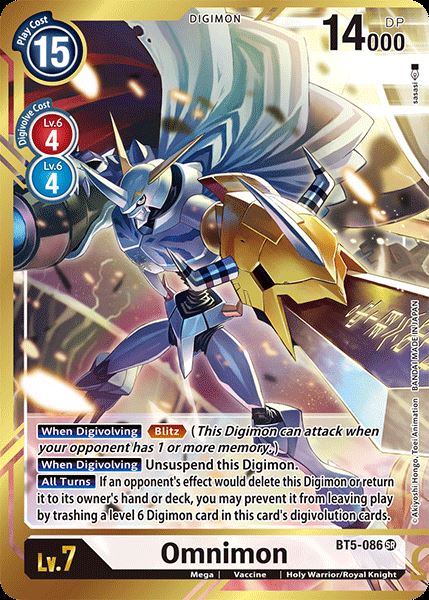 Play Cost
15
DIGIMON
DP
14000
Digivolve Cost
Lv.6
4
Lv.6
4
sasasi
©Akiyoshi Hongo, Toei Animation BANDAI MADE IN JAPAN
When Digivolving Blitz (This Digimon can attack when
your opponent has 1 or more memory.)
When Digivolving Unsuspend this Digimon.
All Turns If an opponent's effect would delete this Digimon or return
it to its owner's hand or deck, you may prevent it from leaving play
by trashing a level 6 Digimon card in this card's digivolution cards.
BT5-086 SR
Lv.7
Omnimon
Mega | Vaccine | Holy Warrior/Royal Knight